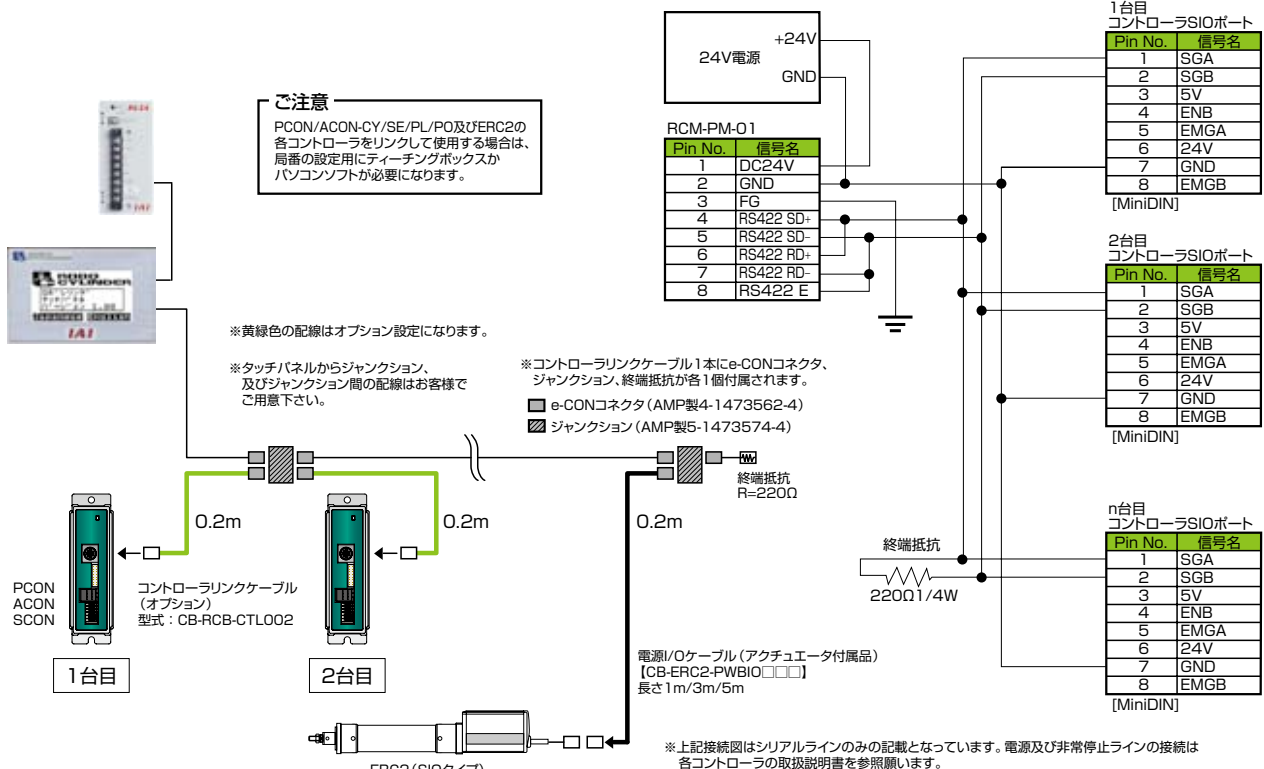 ご注意
PCON/ACON-CY/SE/PL/PO及びERC2の
各コントローラをリンクして使用する場合は、
局番の設定用にティーチングボックスか
パソコンソフトが必要になります。
IAI
ROBO
CYLINDER
IAI
※黄緑色の配線はオプション設定になります。
※タッチパネルからジャンクション、
及びジャンクション間の配線はお客様で
ご用意下さい。
※コントローラリンクケーブル1本にe-CONコネクタ、
ジャンクション、終端抵抗が各1個付属されます。
e-CONコネクタ(AMP製4-1473562-4)
ジャンクション(AMP製5-1473574-4)
終端抵抗
R=220Ω
0.2m
0.2m
0.2m
PCON
ACON
SCON
コントローラリンクケーブル
(オプション)
型式:CB-RCB-CTL002
1台目
2台目
電源I/Oケーブル(アクチュエータ付属品)
【CB-ERC2-PWBIO□□□】
長さ1m/3m/5m
ERC2(SIOタイプ)
24V電源
+24V
GND
RCM-PM-01
Pin No. 信号名
1 DC24V
2 GND
3 FG
4 RS422 SD+
5 RS422 SD-
6 RS422 RD+
7 RS422 RD-
8 RS422 E
終端抵抗
220Ω1/4W
1台目
コントローラSIOポート
Pin No. 信号名
1 SGA
2 SGB
3 5V
4 ENB
5 EMGA
6 24V
7 GND
8 EMGB
[MiniDIN]
2台目
コントローラSIOポート
Pin No. 信号名
1 SGA
2 SGB
3 5V
4 ENB
5 EMGA
6 24V
7 GND
8 EMGB
[MiniDIN]
n台目
コントローラSIOポート
Pin No. 信号名
1 SGA
2 SGB
3 5V
4 ENB
5 EMGA
6 24V
7 GND
8 EMGB
[MiniDIN]
※上記接続図はシリアルラインのみの記載となっています。電源及び非常停止ラインの接続は
各コントローラの取扱説明書を参照願います。